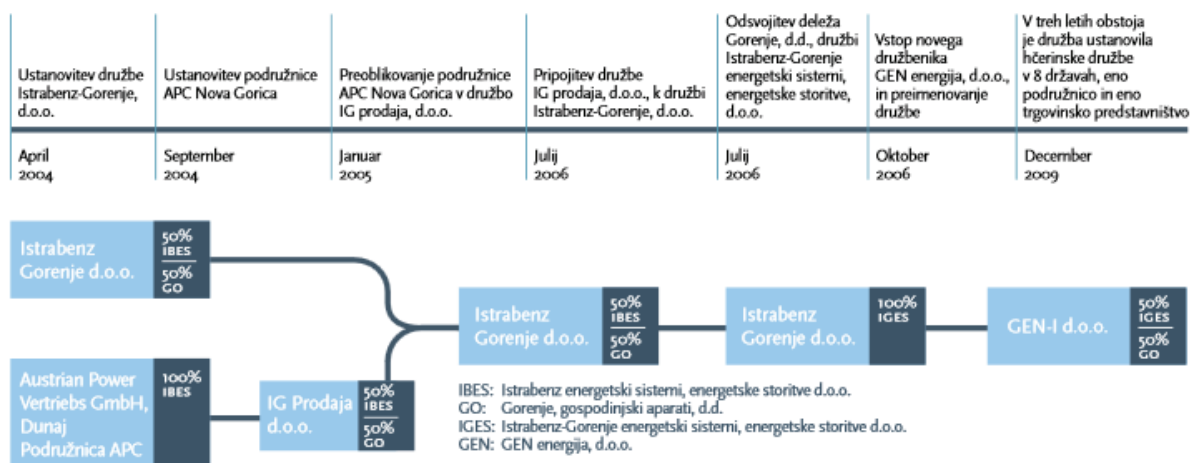 Ustanovitev družbe
Istrabenz-Gorenje,
d.o.o.
April
2004
Ustanovitev podružnice
APC Nova Gorica
September
2004
Preoblikovanje podružnice
APC Nova Gorica v družbo
IG prodaja, d.o.o.
Januar
2005
Pripojitev družbe
IG prodaja, d.o.o., k družbi
Istrabenz-Gorenje, d.o.o.
Julij
2006
Odsvojitev deleža
Gorenje, d.d., družbi
Istrabenz-Gorenje
energetski sistemi,
energetske storitve,
d.o.o.
Julij
2006
Vstop novega
družbenika
GEN energija, d.o.o.,
in preimenovanje
družbe
Oktober
2006
V treh letih obstoja
je družba ustanovila
hčerinske družbe
v 8 državah, eno
podružnico in eno
trgovinsko predstavništvo
December
2009
Istrabenz
Gorenje d.o.o.
50%
IBES
50%
GO
Austrian Power
Vertriebs GmbH,
Dunaj
Podružnica APC
100%
IBES
IG Prodaja
d.o.o.
50%
IBES
50%
GO
Istrabenz
Gorenje d.o.o.
50%
IBES
50%
GO
Istrabenz
Gorenje d.o.o.
100%
IGES
GEN-I d.o.o.
50%
IGES
50%
GO
IBES: Istrabenz energetski sistemi, energetske storitve d.o.o.
GO: Gorenje, gospodinjski aparati, d.d.
IGES: Istrabenz-Gorenje energetski sistemi, energetske storitve d.o.o.
GEN: GEN energija, d.o.o.